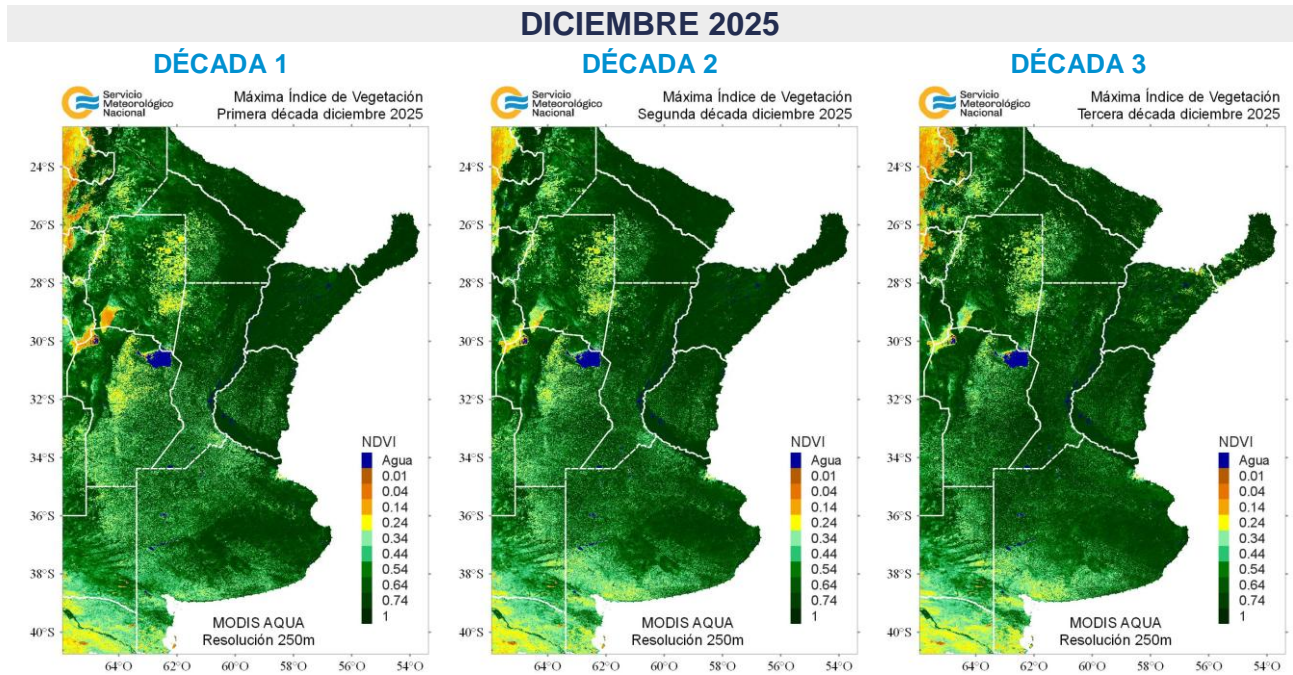 DICIEMBRE 2025
DÉCADA 1
Servicio
Meteorológico
Nacional
Máxima Índice de Vegetación
Primera década diciembre 2025
24°S
26°S
28°S
30°S
32°S
34°S
36°S
38°S
40°S
NDVI
Agua
0.01
0.04
0.14
0.24
0.34
0.44
0.54
0.64
0.74
1
MODIS AQUA
Resolución 250m
64°O 62°O 60°O 58°O 56°O 54°O
DÉCADA 2
Servicio
Meteorológico
Nacional
Máxima Índice de Vegetación
Segunda década diciembre 2025
24°S
26°S
28°S
30°S
32°S
34°S
36°S
38°S
40°S
NDVI
Agua
0.01
0.04
0.14
0.24
0.34
0.44
0.54
0.64
0.74
1
MODIS AQUA
Resolución 250m
64°O 62°O 60°O 58°O 56°O 54°O
DÉCADA 3
Servicio
Meteorológico
Nacional
Máxima Índice de Vegetación
Tercera década diciembre 2025
24°S
26°S
28°S
30°S
32°S
34°S
36°S
38°S
40°S
NDVI
Agua
0.01
0.04
0.14
0.24
0.34
0.44
0.54
0.64
0.74
1
MODIS AQUA
Resolución 250m
64°O 62°O 60°O 58°O 56°O 54°O